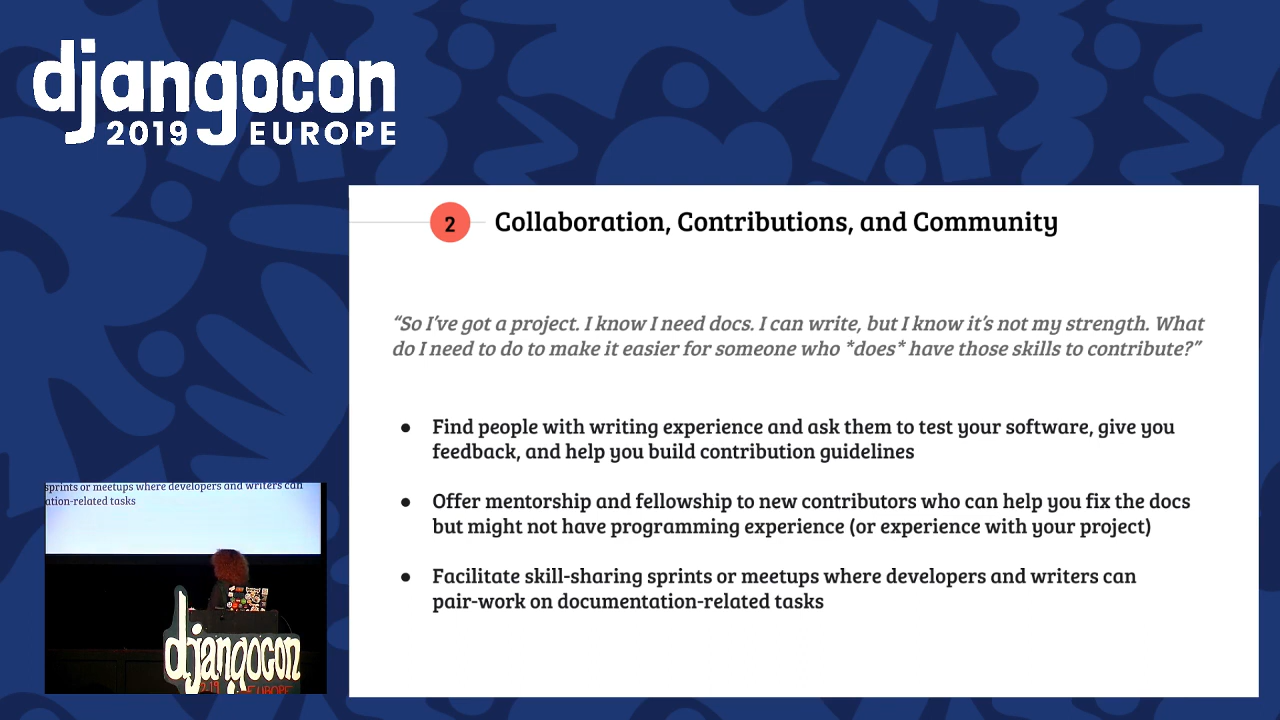 djangocon
2019 EUROPE
2 Collaboration, Contributions, and Community
“So I’ve got a project. I know I need docs. I can write, but I know it’s not my strength. What
do I need to do to make it easier for someone who *does* have those skills to contribute?”
● Find people with writing experience and ask them to test your software, give you
feedback, and help you build contribution guidelines
● Offer mentorship and fellowship to new contributors who can help you fix the docs
but might not have programming experience (or experience with your project)
● Facilitate skill-sharing sprints or meetups where developers and writers can
pair-work on documentation-related tasks
sprints or meetups where developers and writers can
ation-related tasks
djangocon
2019 EUROPE